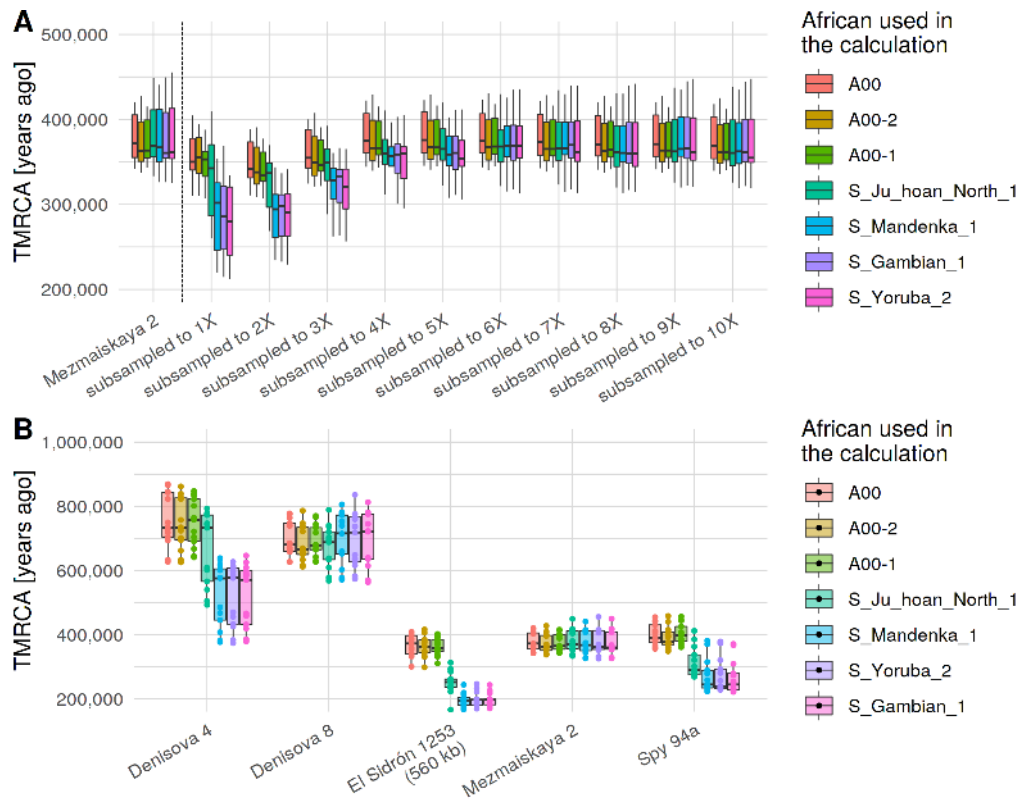 A
TMRCA [years ago]
500,000
400,000
300,000
200,000
Mezmaiskaya 2
subsampled to 1X
subsampled to 2X
subsampled to 3X
subsampled to 4X
subsampled to 5X
subsampled to 6X
subsampled to 7X
subsampled to 8X
subsampled to 9X
subsampled to 10X
African used in
the calculation
A00
A00-2
A00-1
S_Ju_hoan_North_1
S_Mandenka_1
S_Gambian_1
S_Yoruba_2
B
TMRCA [years ago]
1,000,000
800,000
600,000
400,000
200,000
Denisova 4
Denisova 8
El Sidrón 1253
(560 kb)
Mezmaiskaya 2
Spy 94a
African used in
the calculation
A00
A00-2
A00-1
S_Ju_hoan_North_1
S_Mandenka_1
S_Yoruba_2
S_Gambian_1